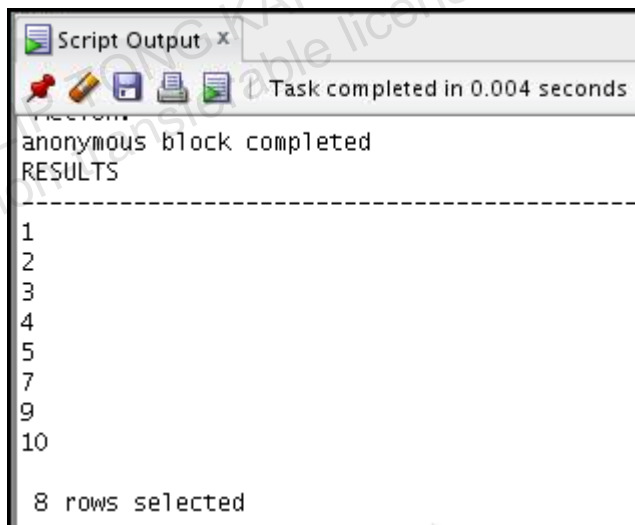 Script Output x
Task completed in 0.004 seconds
anonymous block completed
RESULTS
1
2
3
4
5
7
9
10
8 rows selected